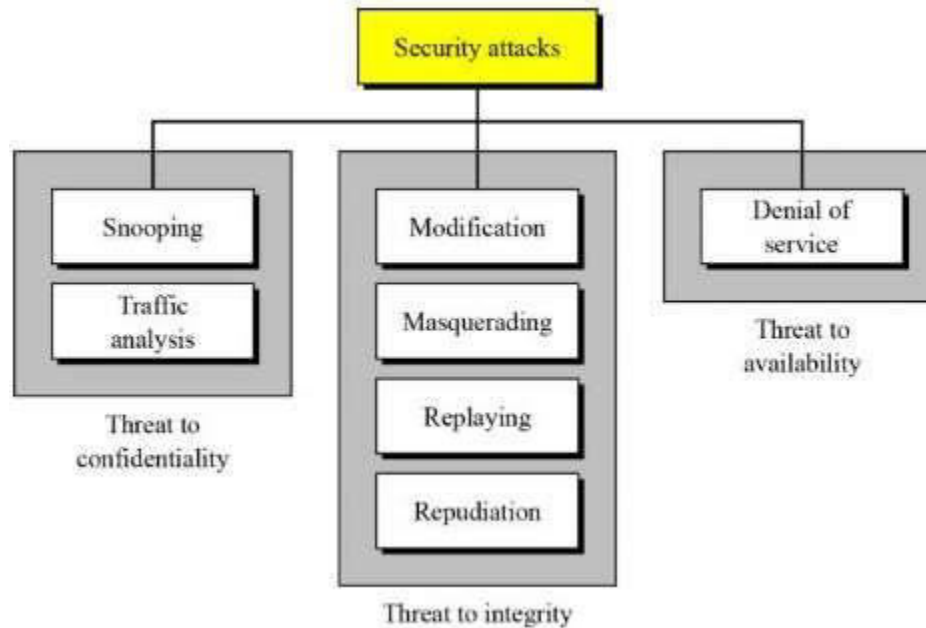 Security attacks
Snooping
Traffic
analysis
Threat to
confidentiality
Modification
Masquerading
Replaying
Repudiation
Threat to integrity
Denial of
service
Threat to
availability